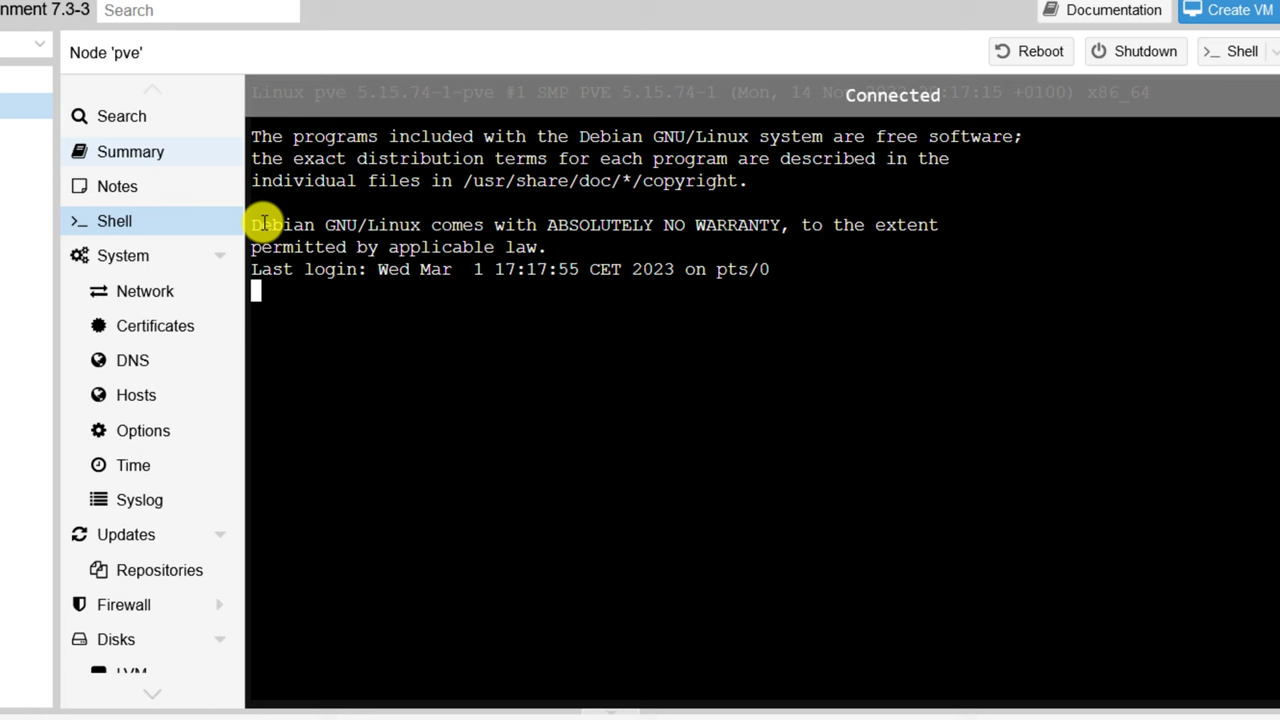 nment 7.3-3
Search
Documentation
Create VM
Node 'pve'
Reboot
Shutdown
>_ Shell
Search
Summary
Notes
>_ Shell
System
Network
Certificates
DNS
Hosts
Options
Time
Syslog
Updates
Repositories
Firewall
Disks
LVM
Linux pve 5.15.74-1-pve #1 SMP PVE 5.15.74-1 (Mon, 14 No 17:15 +0100) x86_64
Connected
The programs included with the Debian GNU/Linux system are free software;
the exact distribution terms for each program are described in the
individual files in /usr/share/doc/*/copyright.
Debian GNU/Linux comes with ABSOLUTELY NO WARRANTY, to the extent
permitted by applicable law.
Last login: Wed Mar  1 17:17:55 CET 2023 on pts/0